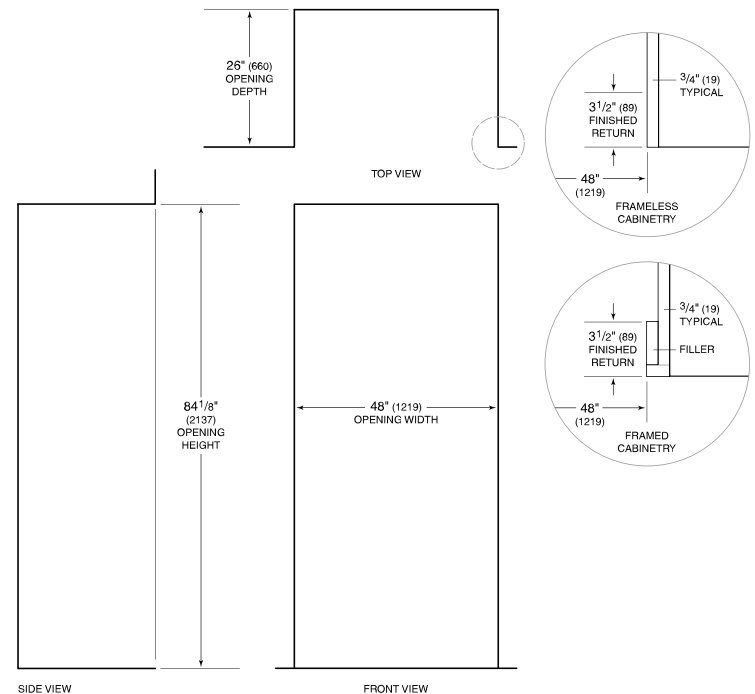 26" (660)
OPENING
DEPTH
TOP VIEW
3/4" (19)
TYPICAL
3 1/2" (89)
FINISHED
RETURN
48"
(1219)
FRAMELESS
CABINETRY
84 1/8"
(2137)
OPENING
HEIGHT
48" (1219)
OPENING WIDTH
3/4" (19)
TYPICAL
3 1/2" (89)
FINISHED
RETURN
FILLER
48"
(1219)
FRAMED
CABINETRY
SIDE VIEW
FRONT VIEW